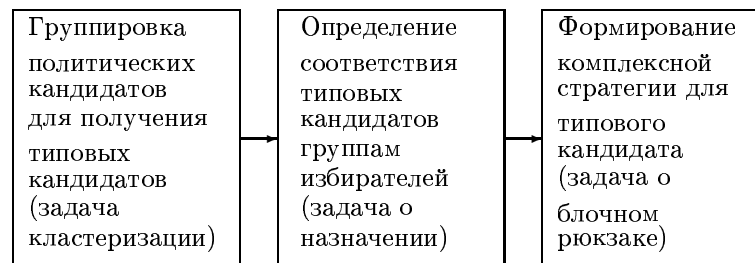 Группировка
политических
кандидатов
для получения
типовых
кандидатов
(задача
кластеризации)
Определение
соответствия
типовых
кандидатов
группам
избирателей
(задача о
назначении)
Формирование
комплексной
стратегии для
типового
кандидата
(задача о
блочном
рюкзаке)